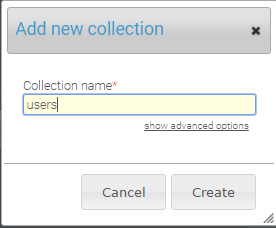 Add new collection
Collection name*
users
show advanced options
Cancel Create